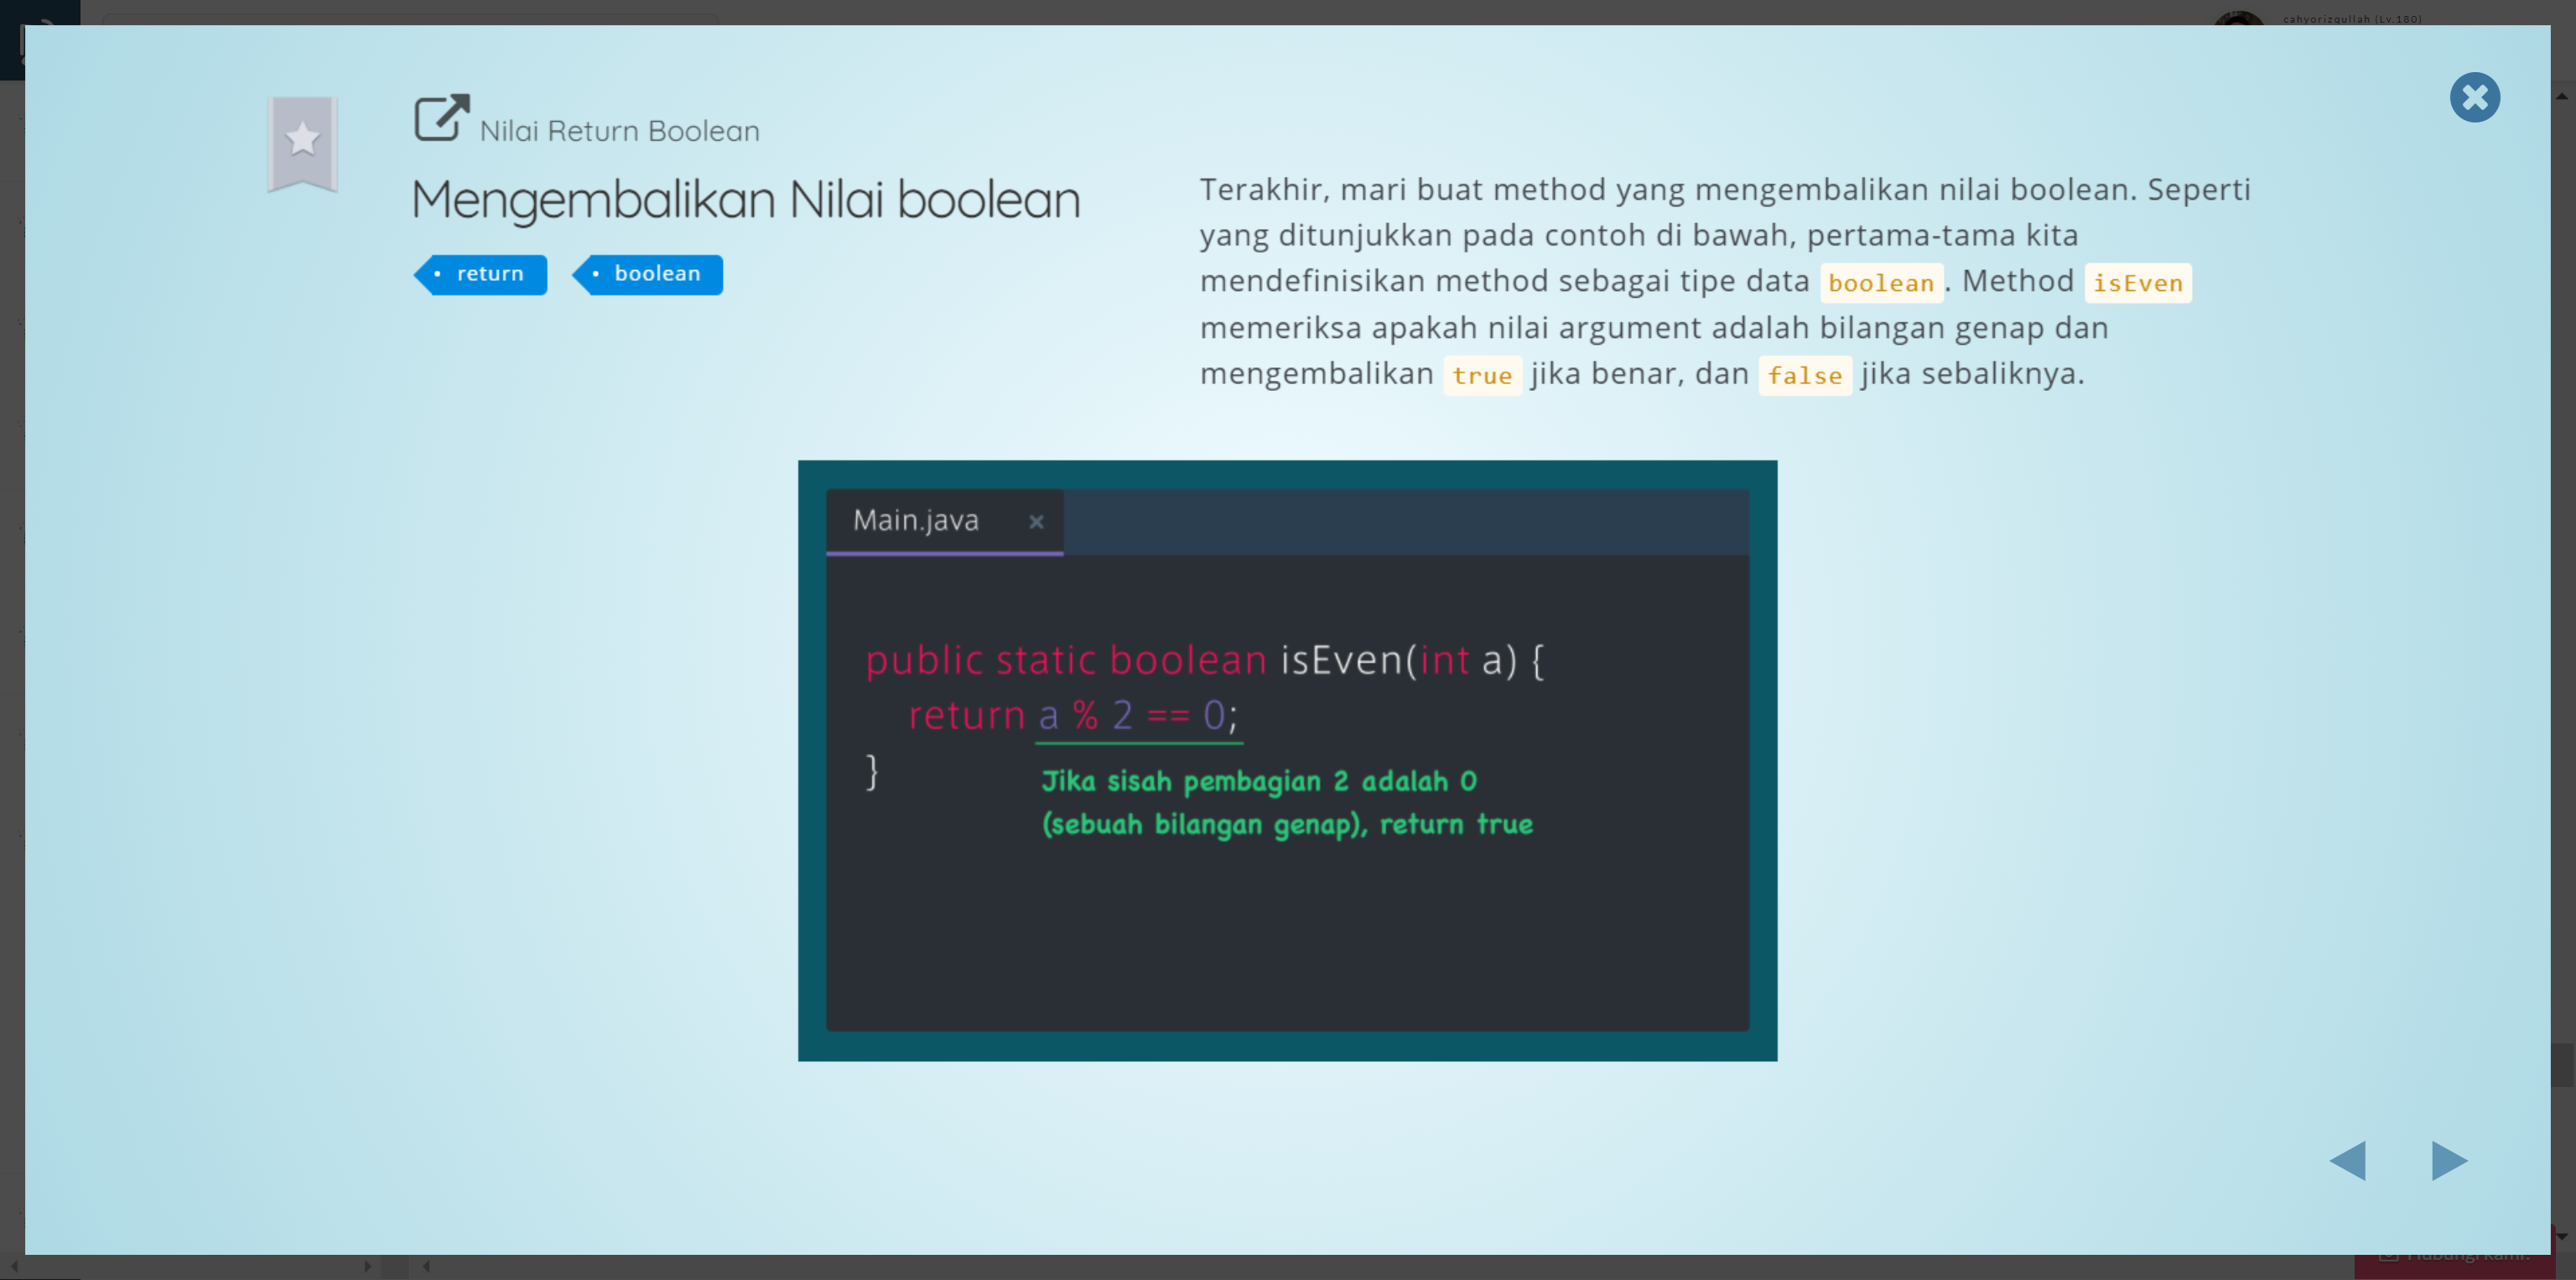 cahyorizqullah (Lv.180)
Nilai Return Boolean
Mengembalikan Nilai boolean
return
boolean
Terakhir, mari buat method yang mengembalikan nilai boolean. Seperti
yang ditunjukkan pada contoh di bawah, pertama-tama kita
mendefinisikan method sebagai tipe data boolean. Method isEven
memeriksa apakah nilai argument adalah bilangan genap dan
mengembalikan true jika benar, dan false jika sebaliknya.
Main.java
public static boolean isEven(int a) {
return a % 2 == 0;
}
Jika sisah pembagian 2 adalah 0
(sebuah bilangan genap), return true
Hubungi kami!